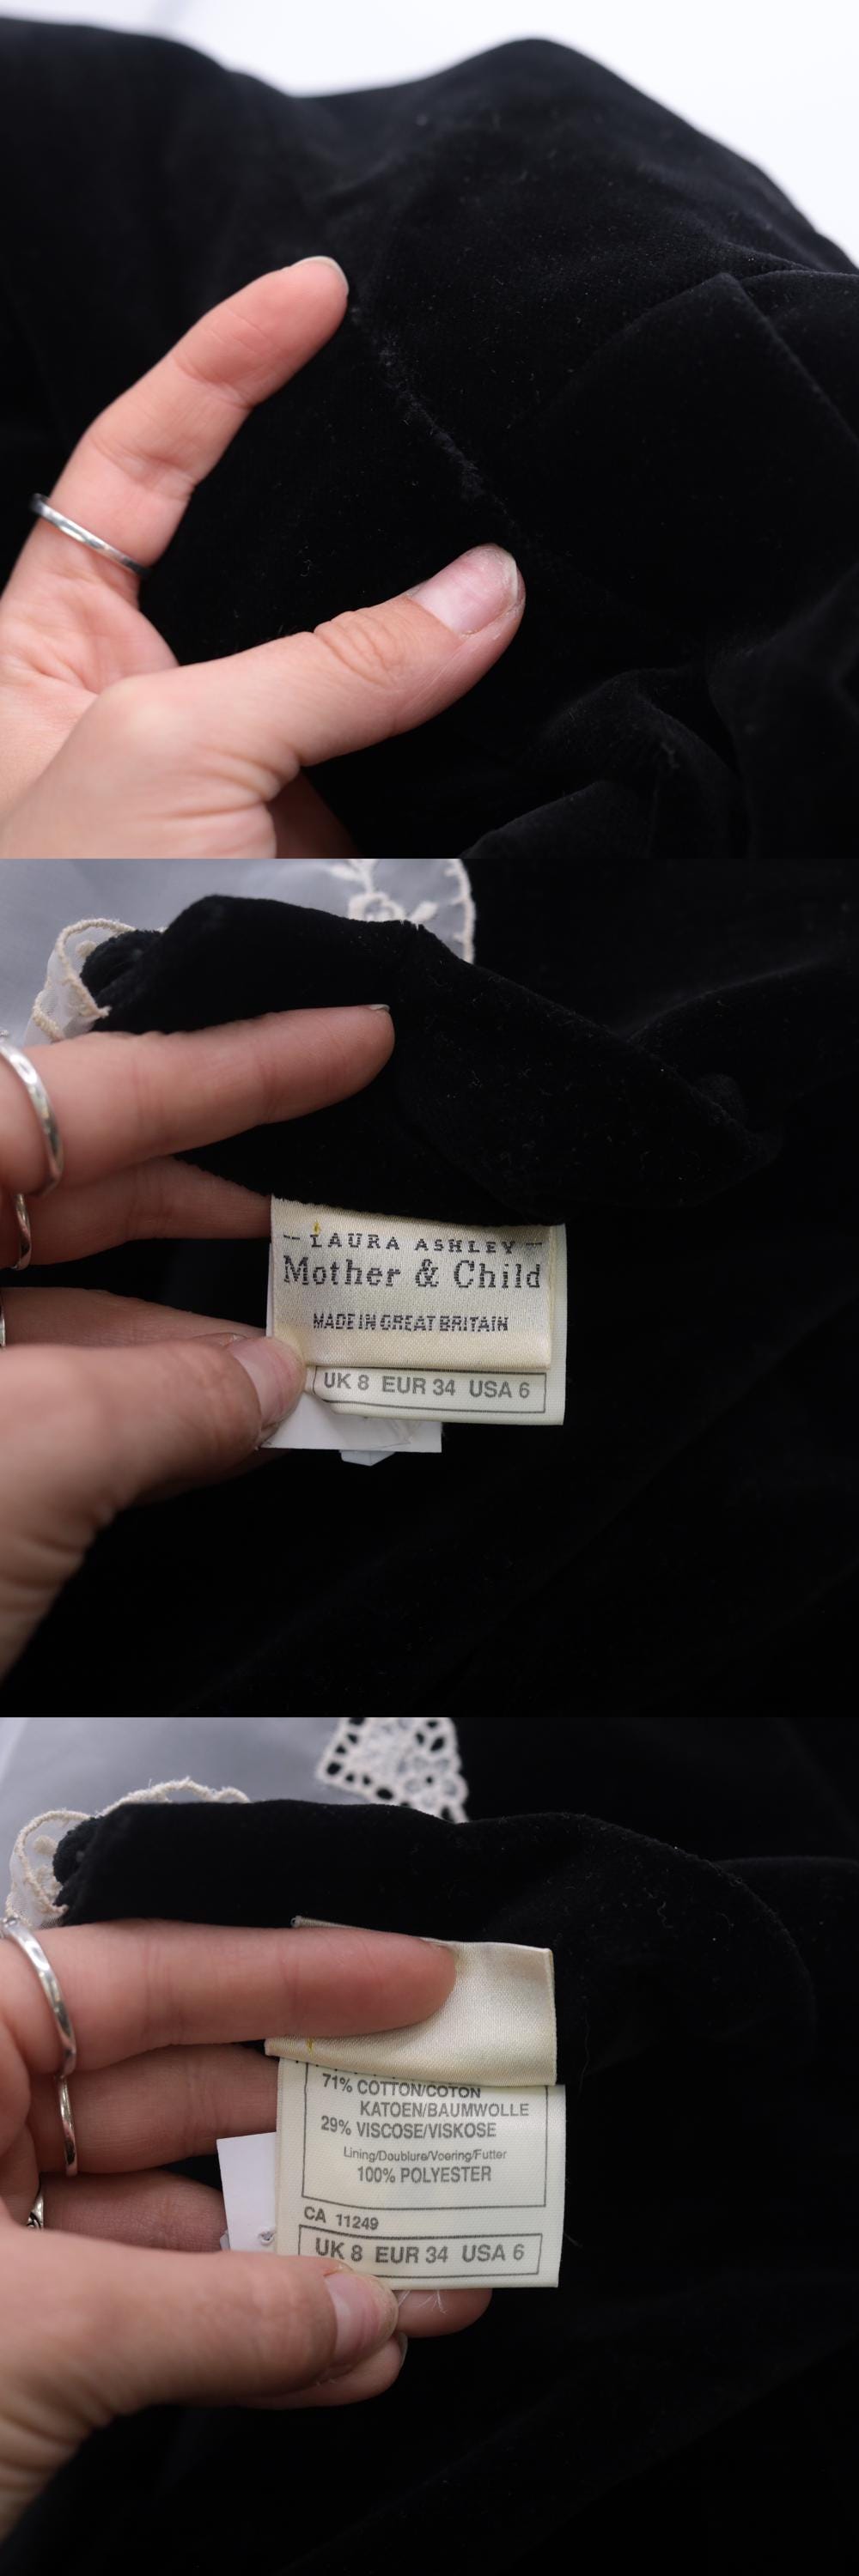 -- LAURA ASHLEY --
Mother & Child
MADE IN GREAT BRITAIN
UK 8 EUR 34 USA 6
71% COTTON/COTON
KATOEN/BAUMWOLLE
29% VISCOSE/VISKOSE
Lining/Doublure/Voering/Futter
100% POLYESTER
CA 11249
UK 8 EUR 34 USA 6